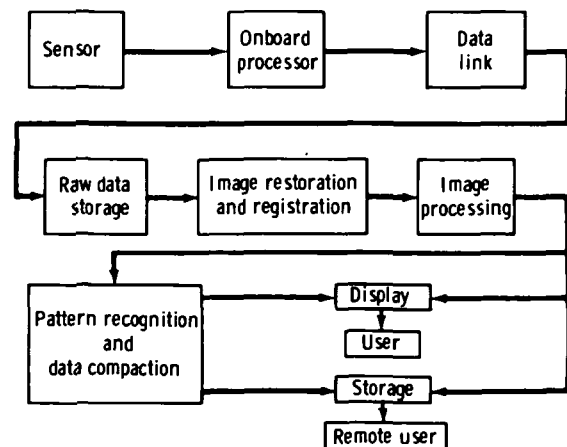 Sensor
Onboard
processor
Data
link
Raw data
storage
Image restoration
and registration
Image
processing
Pattern recognition
and
data compaction
Display
User
Storage
Remote user